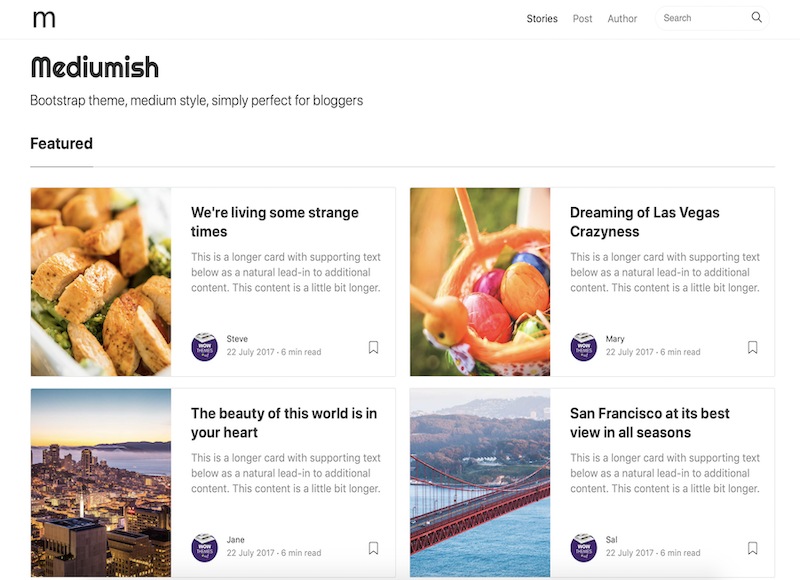 m
Stories Post Author Search
Mediumish
Bootstrap theme, medium style, simply perfect for bloggers
Featured
We're living some strange
times
This is a longer card with supporting text
below as a natural lead-in to additional
content. This content is a little bit longer.
WOW
THEMES
Steve
22 July 2017 · 6 min read
Dreaming of Las Vegas
Crazyness
This is a longer card with supporting text
below as a natural lead-in to additional
content. This content is a little bit longer.
WOW
THEMES
Mary
22 July 2017 · 6 min read
The beauty of this world is in
your heart
This is a longer card with supporting text
below as a natural lead-in to additional
content. This content is a little bit longer.
WOW
THEMES
Jane
22 July 2017 · 6 min read
San Francisco at its best
view in all seasons
This is a longer card with supporting text
below as a natural lead-in to additional
content. This content is a little bit longer.
WOW
THEMES
Sal
22 July 2017 · 6 min read